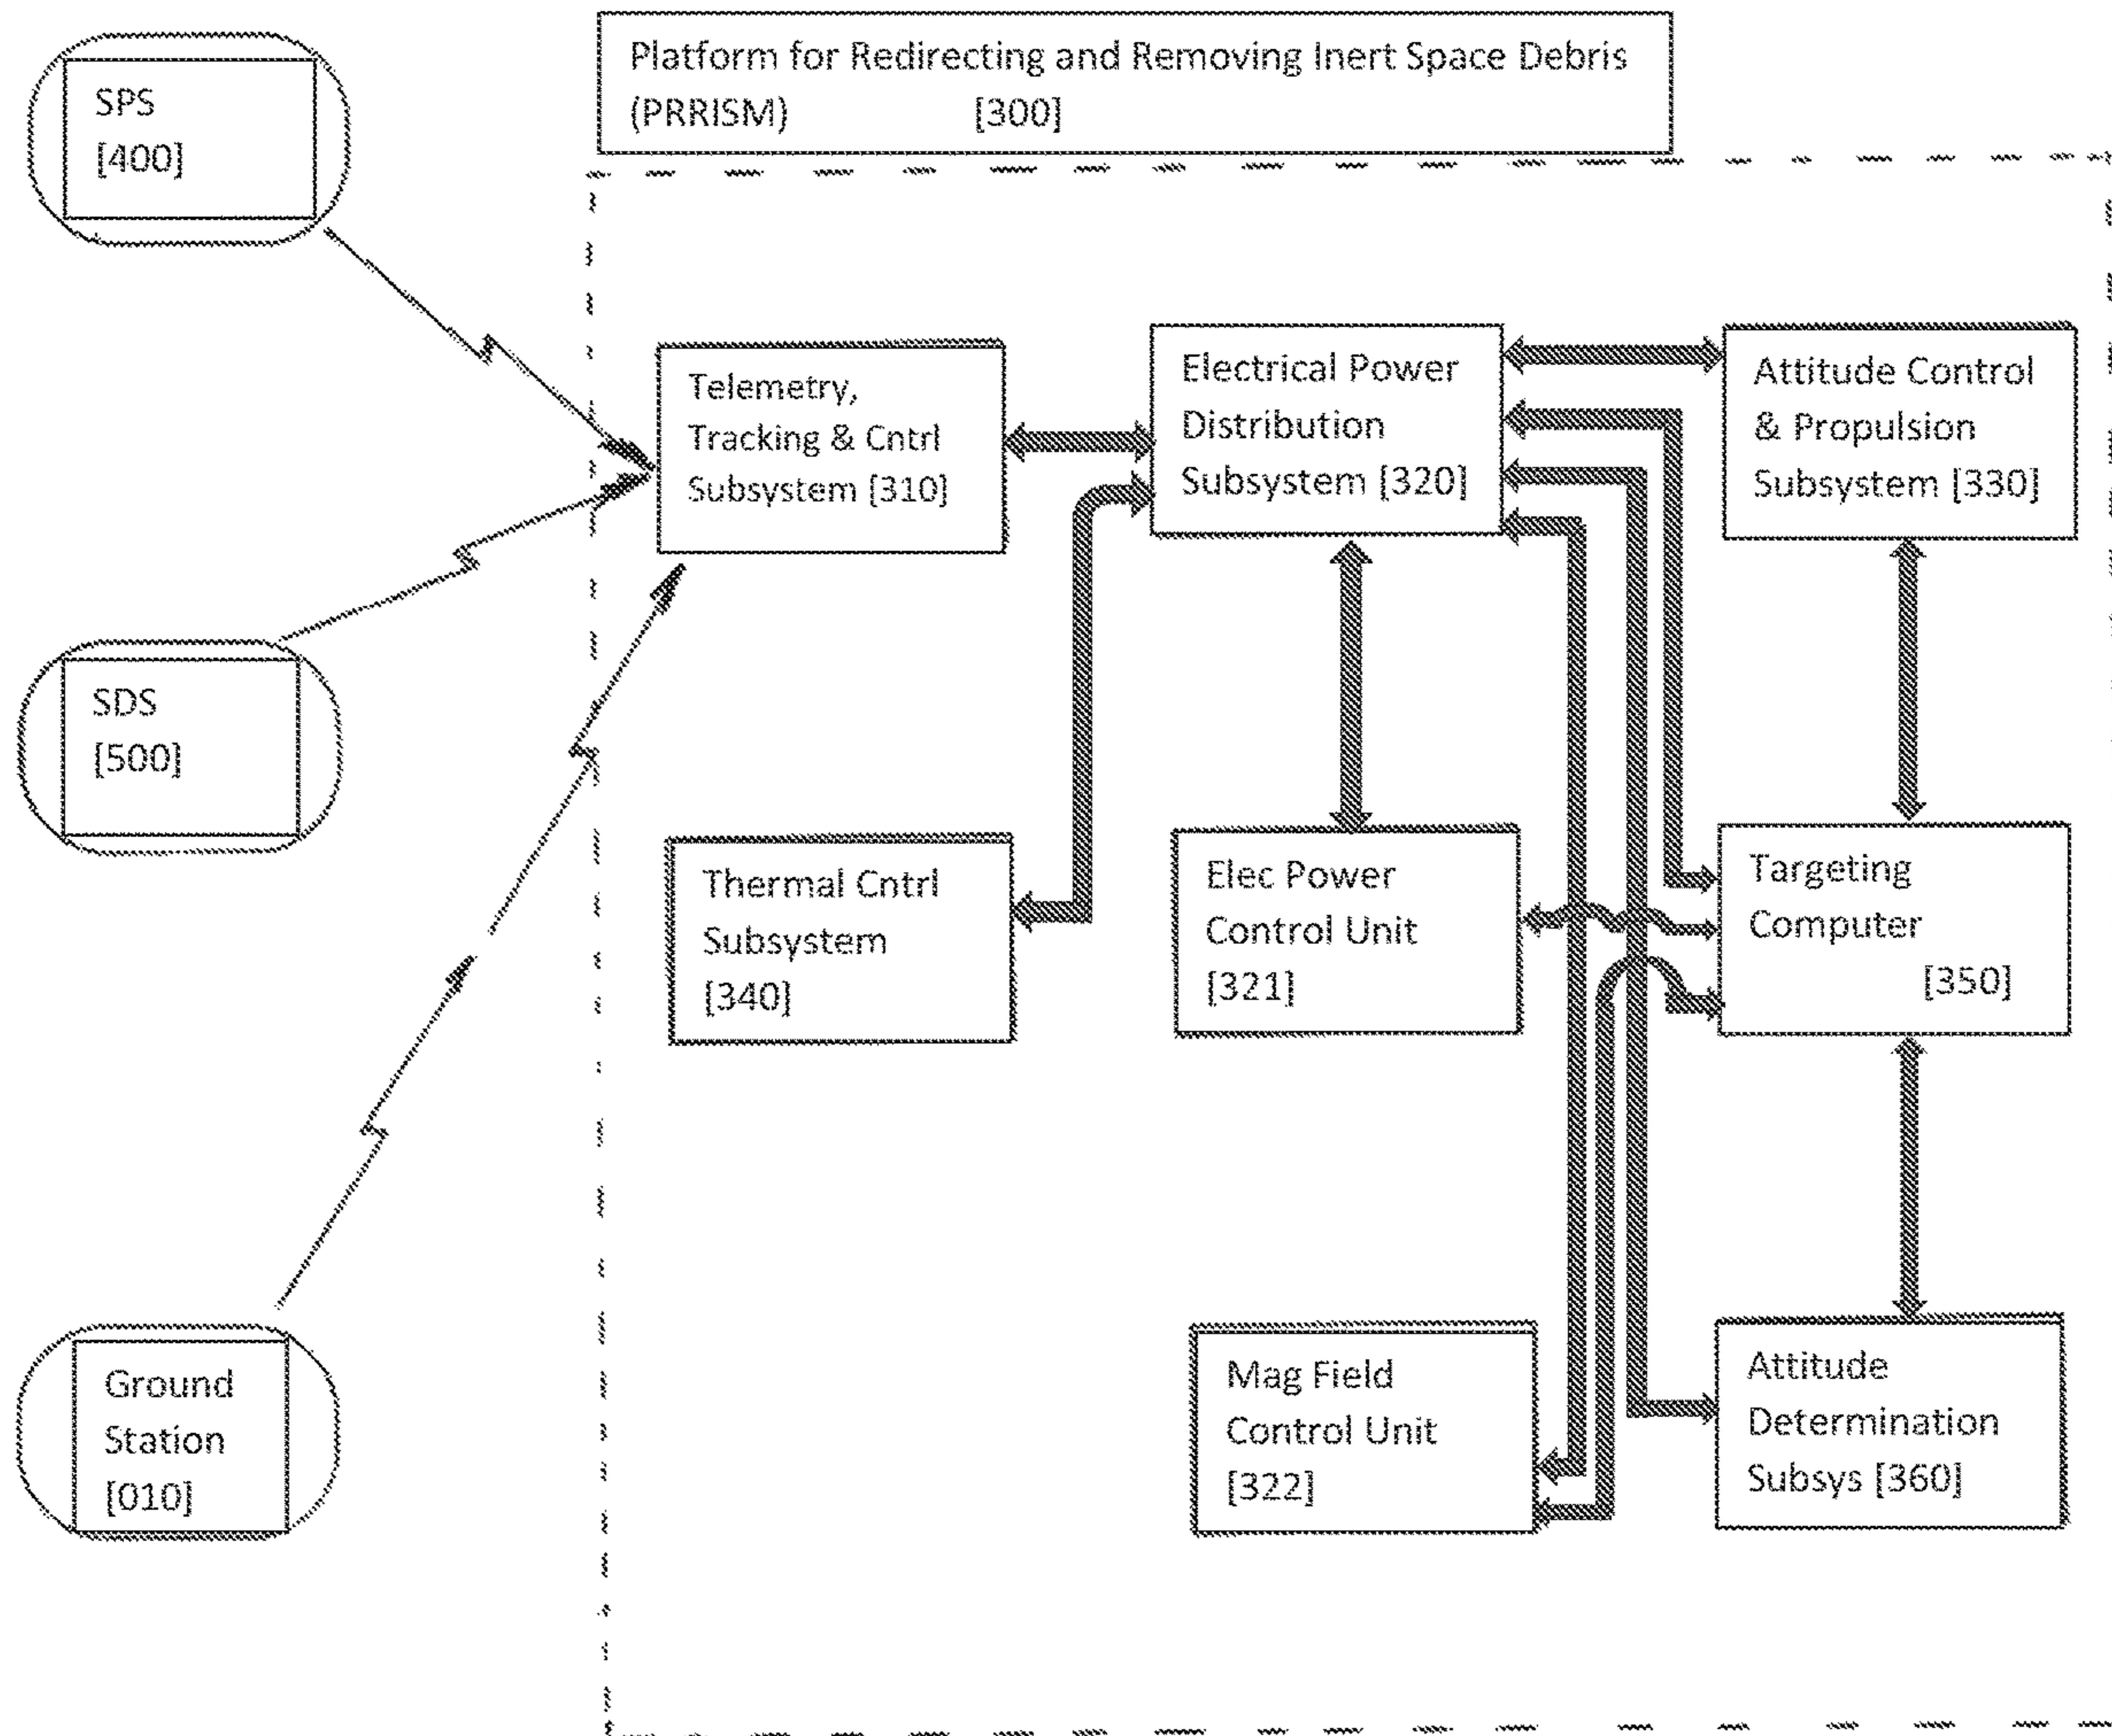 Platform for Redirecting and Removing Inert Space Debris
(PRRISM) [300]
SPS
[400]
Telemetry,
Tracking & Cntrl
Subsystem [310]
Electrical Power
Distribution
Subsystem [320]
Attitude Control
& Propulsion
Subsystem [330]
SDS
[500]
Thermal Cntrl
Subsystem
[340]
Elec Power
Control Unit
[321]
Targeting
Computer
[350]
Ground
Station
[010]
Mag Field
Control Unit
[322]
Attitude
Determination
Subsys [360]